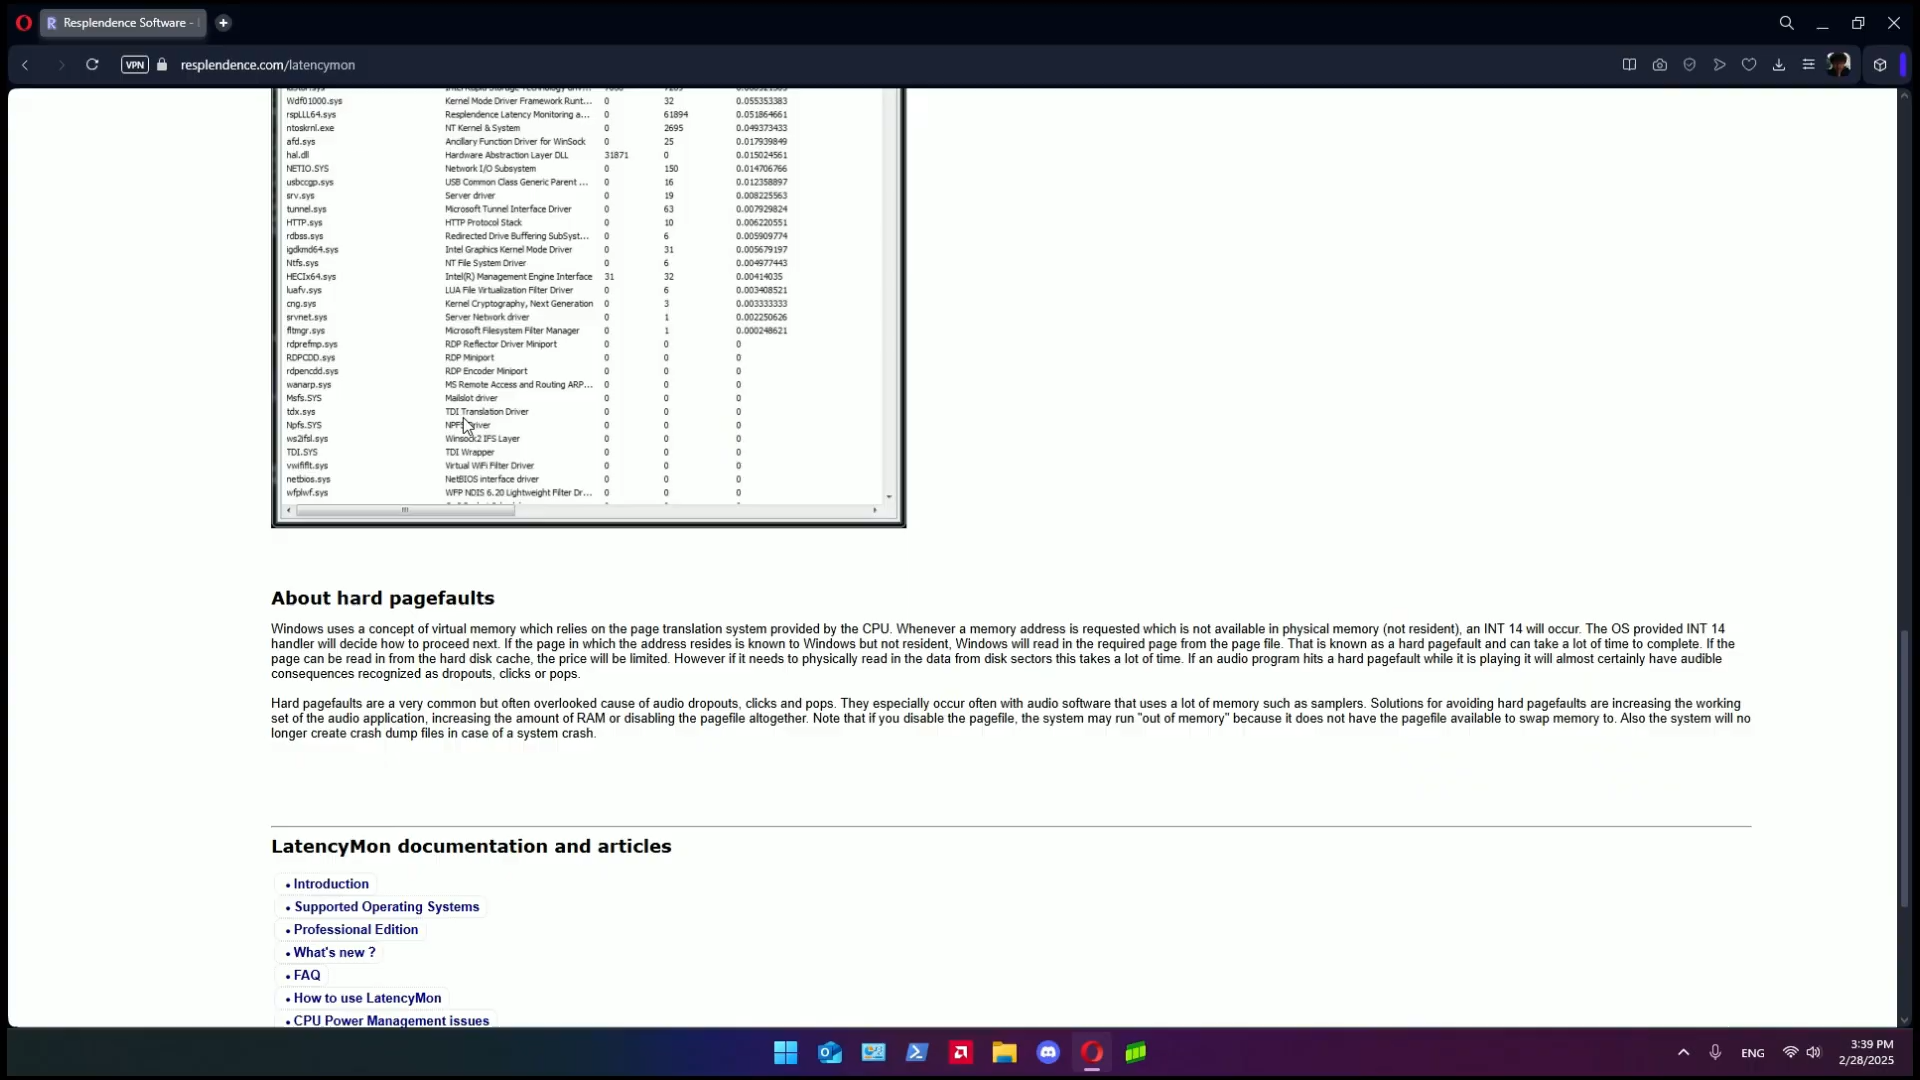 Resplendence Software -
VPN
resplendence.com/latencymon
Wdf01000.sys Kernel Mode Driver Framework Runt... 0 32 0.055353383
rspLLL64.sys Resplendence Latency Monitoring a... 0 61894 0.051864661
ntoskrnl.exe NT Kernel & System 0 2695 0.049373433
afd.sys Ancillary Function Driver for WinSock 0 25 0.017939849
hal.dll Hardware Abstraction Layer DLL 31871 0 0.015024561
NETIO.SYS Network I/O Subsystem 0 150 0.014706766
usbccgp.sys USB Common Class Generic Parent ... 0 16 0.012358897
srv.sys Server driver 0 19 0.008225563
tunnel.sys Microsoft Tunnel Interface Driver 0 63 0.007929824
HTTP.sys HTTP Protocol Stack 0 10 0.006220551
rdbss.sys Redirected Drive Buffering SubSyst... 0 6 0.005909774
igdkmd64.sys Intel Graphics Kernel Mode Driver 0 31 0.005679197
Ntfs.sys NT File System Driver 0 6 0.004977443
HECIx64.sys Intel(R) Management Engine Interface 31 32 0.00414035
luafv.sys LUA File Virtualization Filter Driver 0 6 0.003408521
cng.sys Kernel Cryptography, Next Generation 0 3 0.003333333
srvnet.sys Server Network driver 0 1 0.002250626
fltmgr.sys Microsoft Filesystem Filter Manager 0 1 0.000248621
rdprefmp.sys RDP Reflector Driver Miniport 0 0 0
RDPCDD.sys RDP Miniport 0 0 0
rdpencdd.sys RDP Encoder Miniport 0 0 0
wanarp.sys MS Remote Access and Routing ARP... 0 0 0
Msfs.SYS Mailslot driver 0 0 0
tdx.sys TDI Translation Driver 0 0 0
Npfs.SYS NPFS Driver 0 0 0
ws2ifsl.sys Winsock2 IFS Layer 0 0 0
TDI.SYS TDI Wrapper 0 0 0
vwififlt.sys Virtual WiFi Filter Driver 0 0 0
netbios.sys NetBIOS interface driver 0 0 0
wfplwf.sys WFP NDIS 6.20 Lightweight Filter Dr... 0 0 0
About hard pagefaults
Windows uses a concept of virtual memory which relies on the page translation system provided by the CPU. Whenever a memory address is requested which is not available in physical memory (not resident), an INT 14 will occur. The OS provided INT 14
handler will decide how to proceed next. If the page in which the address resides is known to Windows but not resident, Windows will read in the required page from the page file. That is known as a hard pagefault and can take a lot of time to complete. If the
page can be read in from the hard disk cache, the price will be limited. However if it needs to physically read in the data from disk sectors this takes a lot of time. If an audio program hits a hard pagefault while it is playing it will almost certainly have audible
consequences recognized as dropouts, clicks or pops.
Hard pagefaults are a very common but often overlooked cause of audio dropouts, clicks and pops. They especially occur often with audio software that uses a lot of memory such as samplers. Solutions for avoiding hard pagefaults are increasing the working
set of the audio application, increasing the amount of RAM or disabling the pagefile altogether. Note that if you disable the pagefile, the system may run "out of memory" because it does not have the pagefile available to swap memory to. Also the system will no
longer create crash dump files in case of a system crash.
LatencyMon documentation and articles
• Introduction
• Supported Operating Systems
• Professional Edition
• What's new ?
• FAQ
• How to use LatencyMon
• CPU Power Management issues
ENG
3:39 PM
2/28/2025